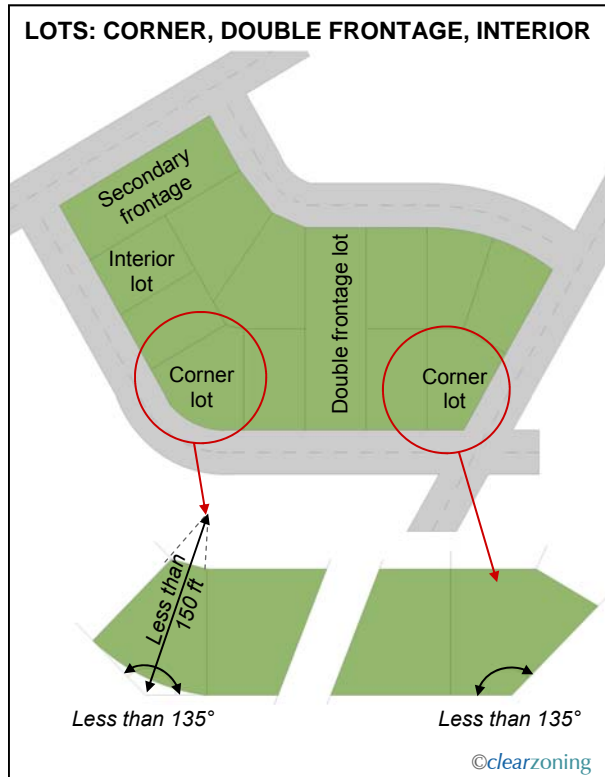 LOTS: CORNER, DOUBLE FRONTAGE, INTERIOR
Secondary
frontage
Interior
lot
Double frontage lot
Corner
lot
Corner
lot
Less than
150 ft
Less than 135°
Less than 135°
©clearzoning